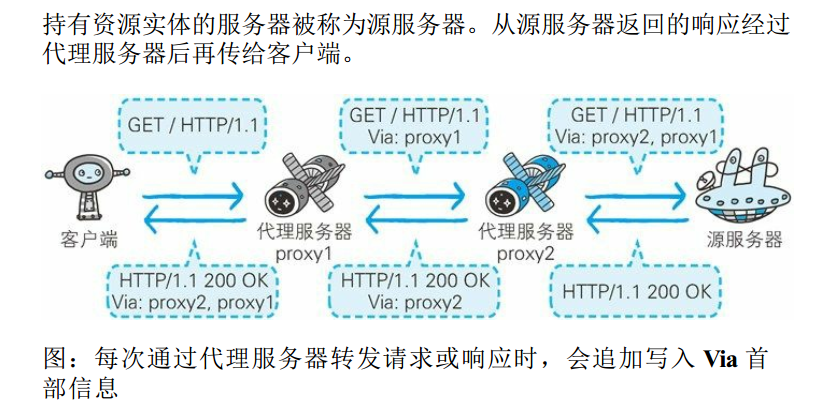 持有资源实体的服务器被称为源服务器。从源服务器返回的响应经过
代理服务器后再传给客户端。
GET / HTTP/1.1
GET / HTTP/1.1
Via: proxy1
GET / HTTP/1.1
Via: proxy2, proxy1
客户端
代理服务器
proxy1
代理服务器
proxy2
源服务器
HTTP/1.1 200 OK
Via: proxy2, proxy1
HTTP/1.1 200 OK
Via: proxy2
HTTP/1.1 200 OK
图：每次通过代理服务器转发请求或响应时，会追加写入 Via 首
部信息